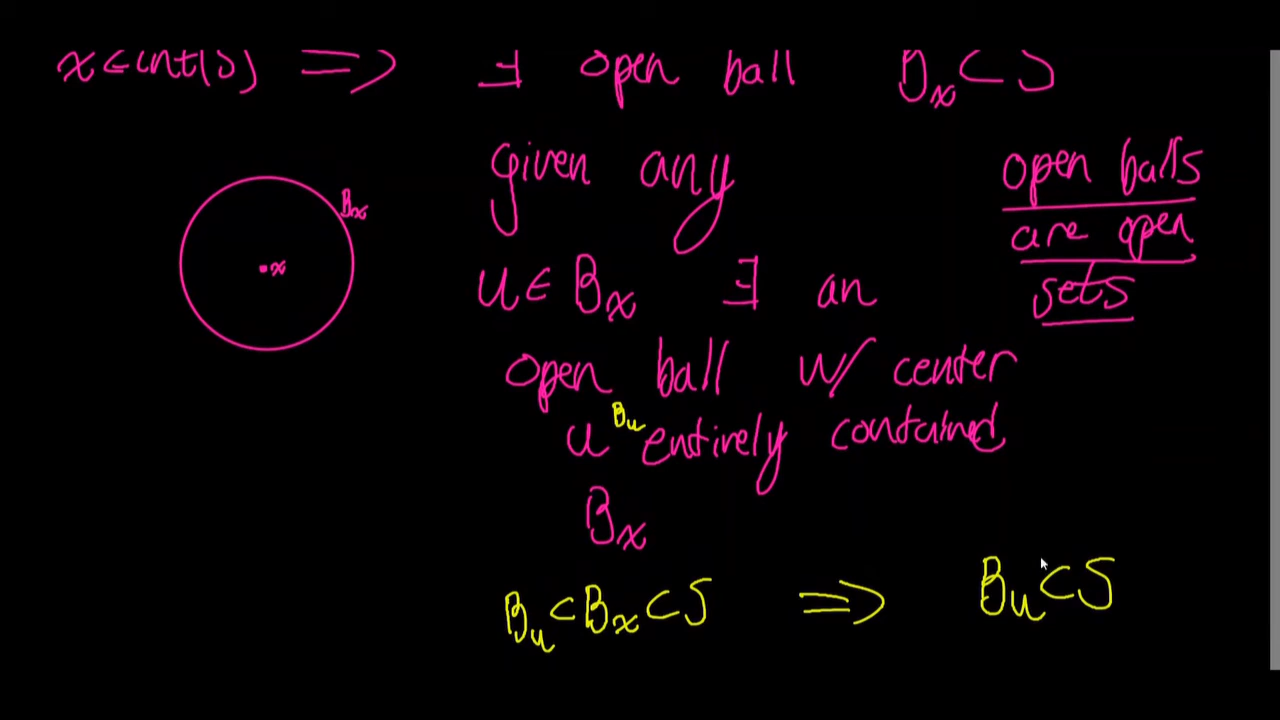 x ∈ int(S) ⟹ ∃ open ball Bₓ ⊂ S
given any
u ∈ Bₓ ∃ an
open ball w/ center
u Bᵤ entirely contained
Bₓ
Bᵤ ⊂ Bₓ ⊂ S ⟹ Bᵤ ⊂ S
open balls
are open
sets
Bₓ
x